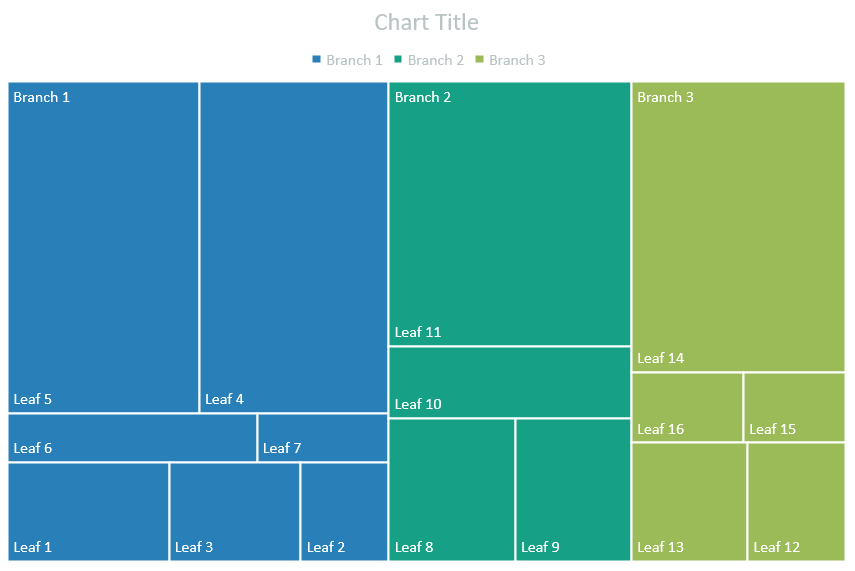 Chart Title
Branch 1 Branch 2 Branch 3
Branch 1 Branch 2 Branch 3
Leaf 11
Leaf 14
Leaf 5 Leaf 4
Leaf 10
Leaf 16 Leaf 15
Leaf 6 Leaf 7
Leaf 1 Leaf 3 Leaf 2 Leaf 8 Leaf 9 Leaf 13 Leaf 12